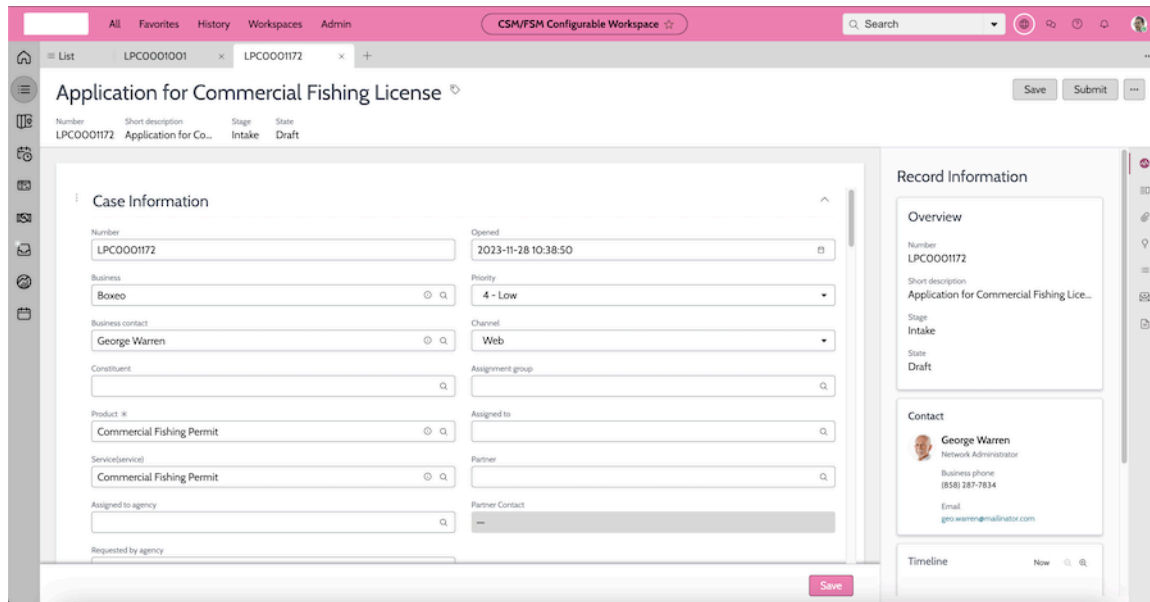 All Favorites History Workspaces Admin CSM/FSM Configurable Workspace Search
List LPC0001001 × LPC0001172 × +
Application for Commercial Fishing License Save Submit ...
Number Short description Stage State
LPC0001172 Application for Co... Intake Draft
Record Information
Case Information
Overview
Number Opened
LPC0001172 2023-11-28 10:38:50
Number
LPC0001172
Business Priority
Boxeo 4 - Low
Short description
Application for Commercial Fishing Lice...
Business contact Channel
George Warren Web
Stage
Intake
Constituent Assignment group
State
Draft
Product * Assigned to
Commercial Fishing Permit
Contact
George Warren
Network Administrator
Service(service) Partner
Commercial Fishing Permit
Business phone
(858) 287-7834
Assigned to agency Partner Contact
—
Email
geo.warren@mailinator.com
Requested by agency
Timeline Now
Save